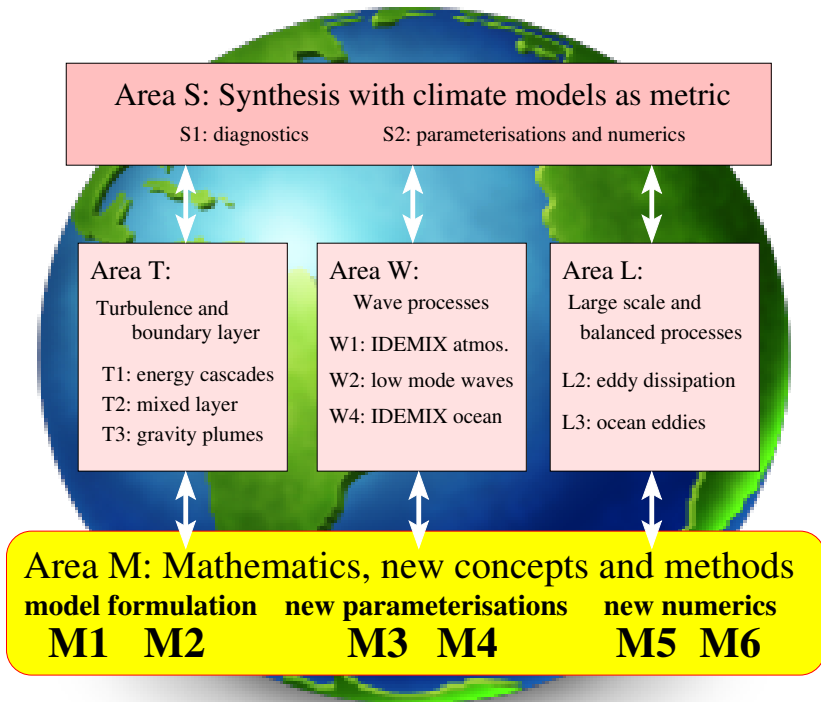 Area S: Synthesis with climate models as metric
S1: diagnostics S2: parameterisations and numerics
Area T:
Turbulence and
boundary layer
T1: energy cascades
T2: mixed layer
T3: gravity plumes
Area W:
Wave processes
W1: IDEMIX atmos.
W2: low mode waves
W4: IDEMIX ocean
Area L:
Large scale and
balanced processes
L2: eddy dissipation
L3: ocean eddies
Area M: Mathematics, new concepts and methods
model formulation new parameterisations new numerics
M1 M2 M3 M4 M5 M6